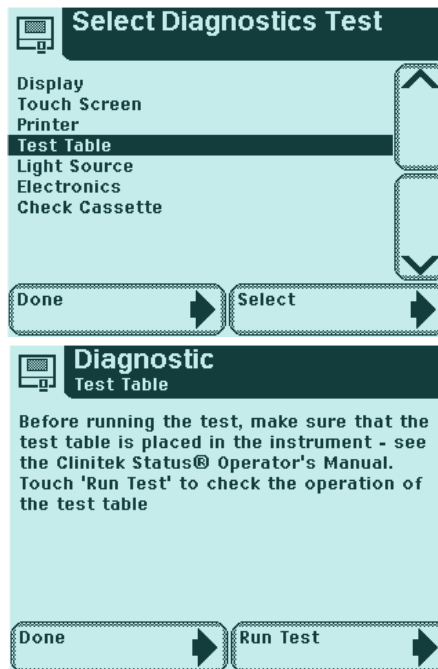 Select Diagnostics Test
Display
Touch Screen
Printer
Test Table
Light Source
Electronics
Check Cassette
Done
Select
Diagnostic
Test Table
Before running the test, make sure that the
test table is placed in the instrument - see
the Clinitek Status® Operator's Manual.
Touch 'Run Test' to check the operation of
the test table
Done
Run Test